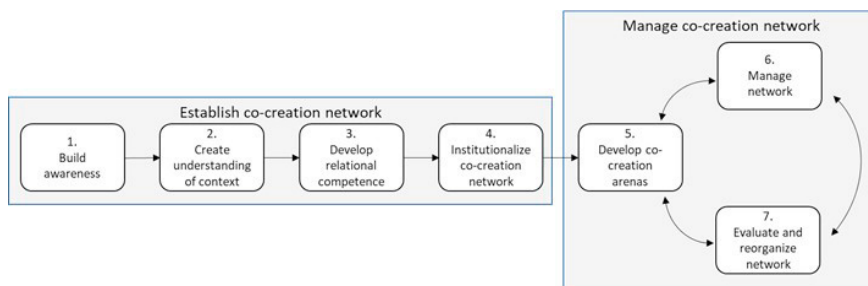 Manage co-creation network
6.
Manage
network
Establish co-creation network
1.
Build
awareness
2.
Create
understanding
of context
3.
Develop
relational
competence
4.
Institutionalize
co-creation
network
5.
Develop co-
creation
arenas
7.
Evaluate and
reorganize
network